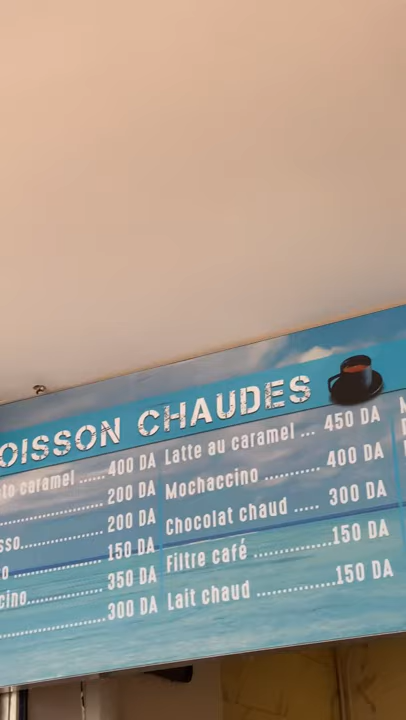 OISSON CHAUDES
to caramel ...... 400 DA
..................... 200 DA
sso................. 200 DA
o .................... 150 DA
cino................ 350 DA
..................... 300 DA
Latte au caramel ... 450 DA
Mochaccino ........... 400 DA
Chocolat chaud ..... 300 DA
Filtre café ............... 150 DA
Lait chaud ............... 150 DA